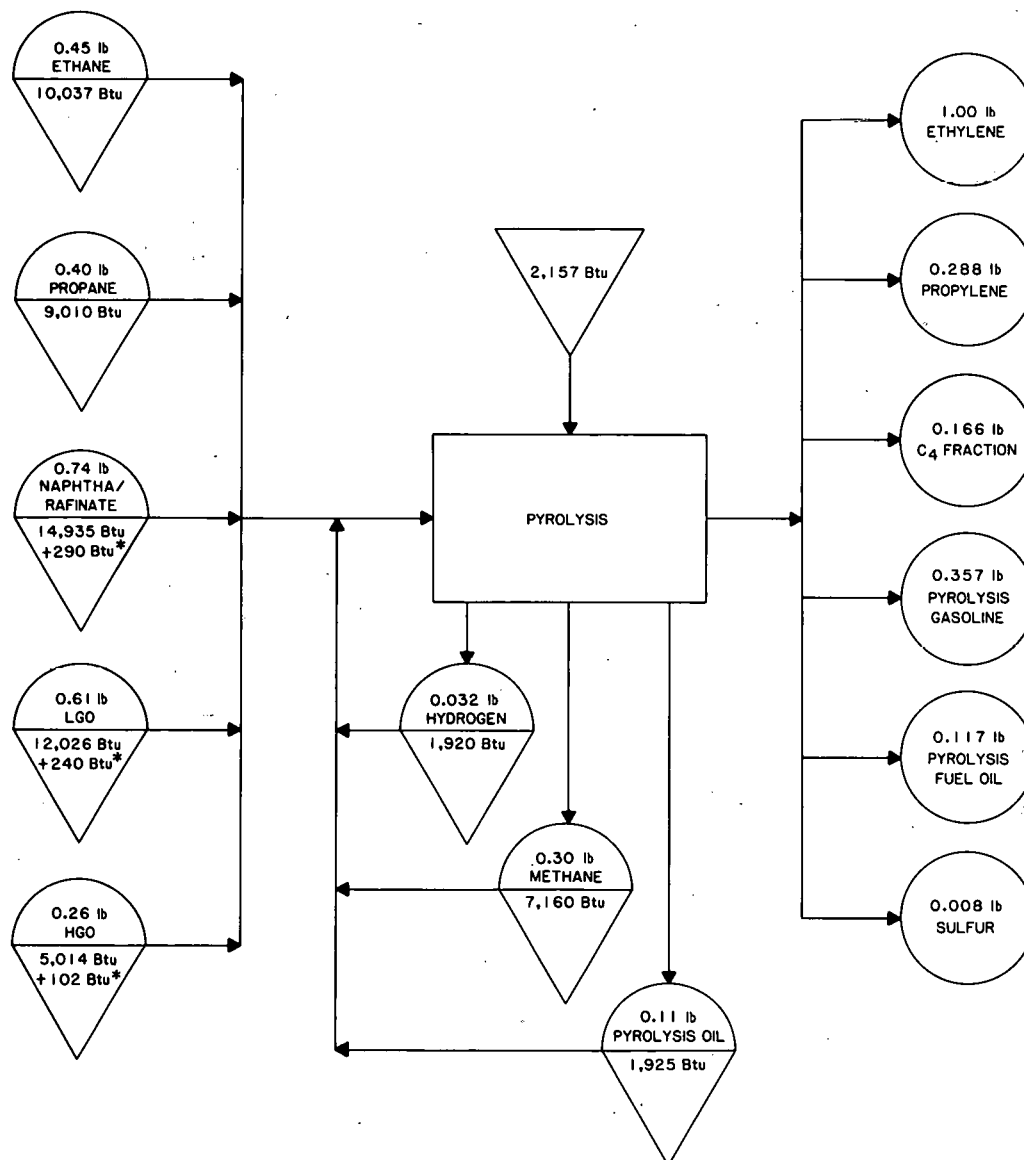 0.45 lb
ETHANE
10,037 Btu
0.40 lb
PROPANE
9,010 Btu
0.74 lb
NAPHTHA/
RAFINATE
14,935 Btu
+290 Btu*
0.61 lb
LGO
12,026 Btu
+240 Btu*
0.26 lb
HGO
5,014 Btu
+102 Btu*
2,157 Btu
PYROLYSIS
0.032 lb
HYDROGEN
1,920 Btu
0.30 lb
METHANE
7,160 Btu
0.11 lb
PYROLYSIS OIL
1,925 Btu
1.00 lb
ETHYLENE
0.288 lb
PROPYLENE
0.166 lb
C4 FRACTION
0.357 lb
PYROLYSIS
GASOLINE
0.117 lb
PYROLYSIS
FUEL OIL
0.008 lb
SULFUR